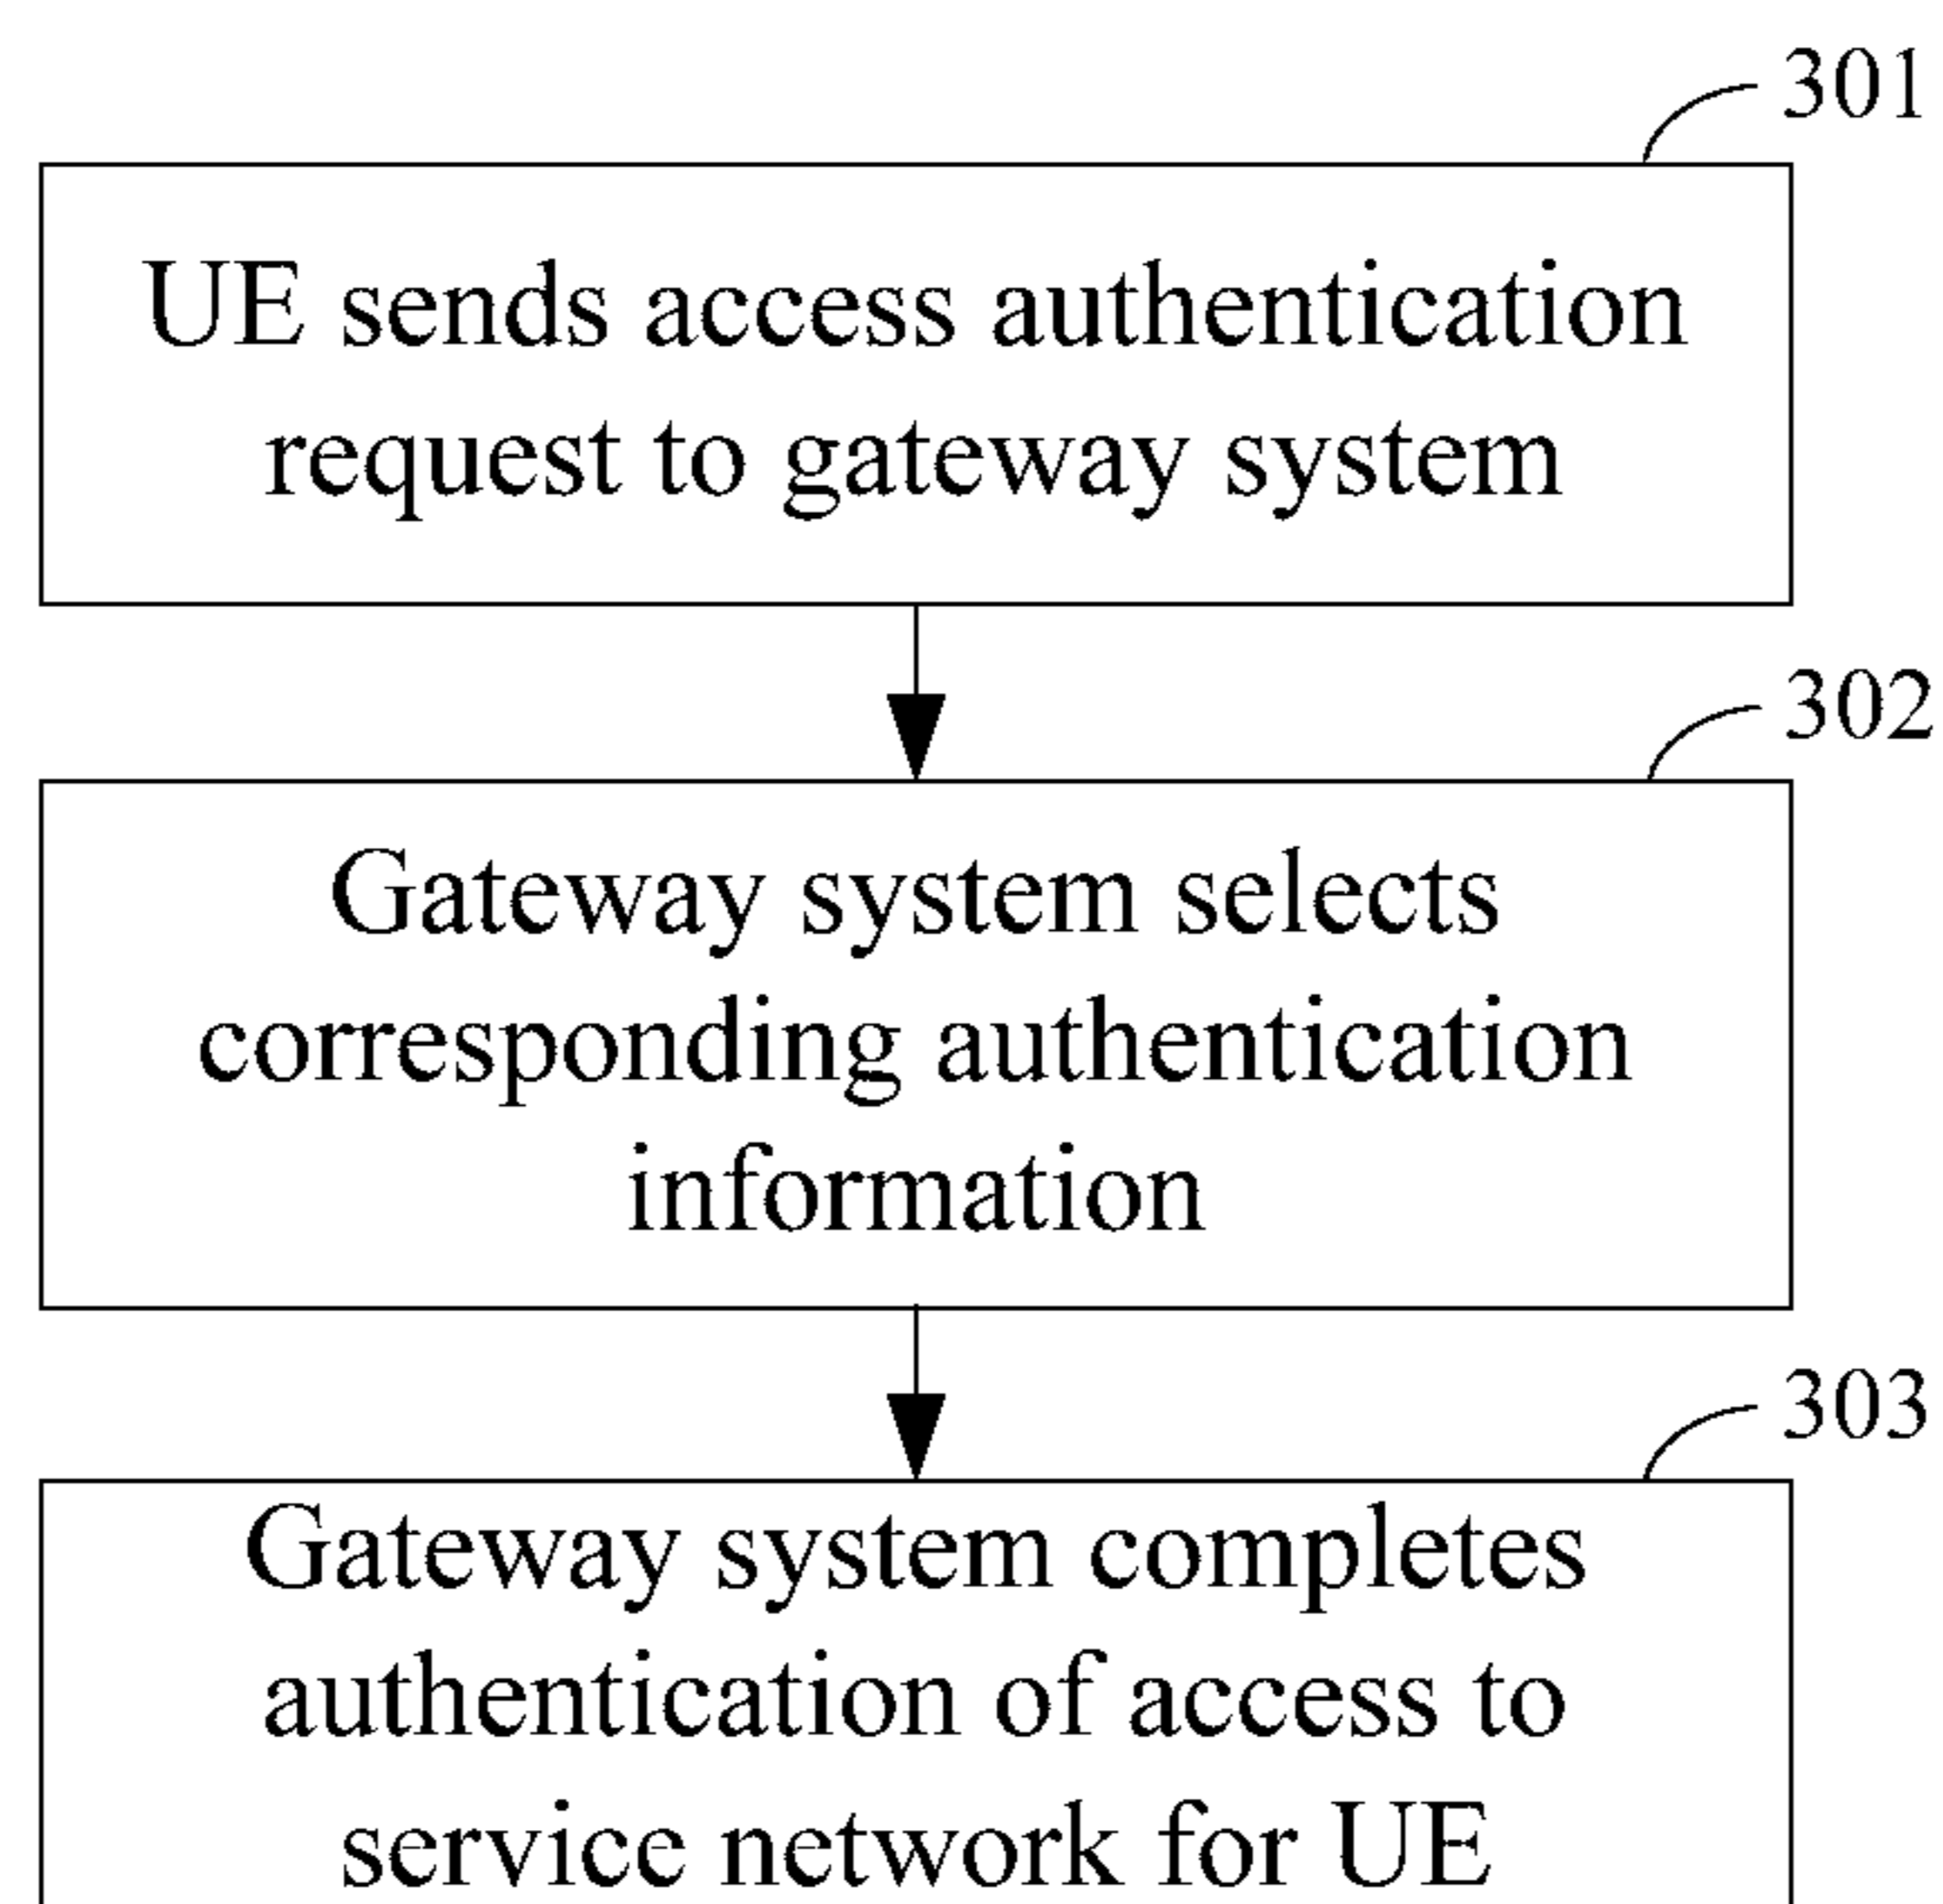 301
UE sends access authentication
request to gateway system
302
Gateway system selects
corresponding authentication
information
303
Gateway system completes
authentication of access to
service network for UE